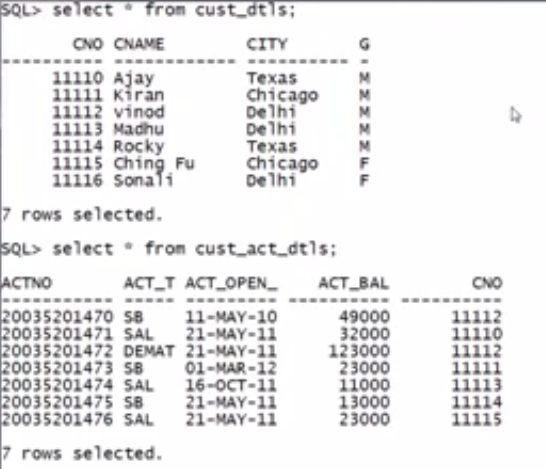 SQL> select * from cust_dtls;
CNO CNAME CITY G
---------- ------------- ---------- -
11110 Ajay Texas M
11111 Kiran Chicago M
11112 vinod Delhi M
11113 Madhu Delhi M
11114 Rocky Texas M
11115 Ching Fu Chicago F
11116 Sonali Delhi F
7 rows selected.
SQL> select * from cust_act_dtls;
ACTNO ACT_T ACT_OPEN_ ACT_BAL CNO
----------- ----- --------- ---------- ----------
20035201470 SB 11-MAY-10 49000 11112
20035201471 SAL 21-MAY-11 32000 11110
20035201472 DEMAT 21-MAY-11 123000 11112
20035201473 SB 01-MAR-12 23000 11111
20035201474 SAL 16-OCT-11 11000 11113
20035201475 SB 21-MAY-11 13000 11114
20035201476 SAL 21-MAY-11 23000 11115
7 rows selected.